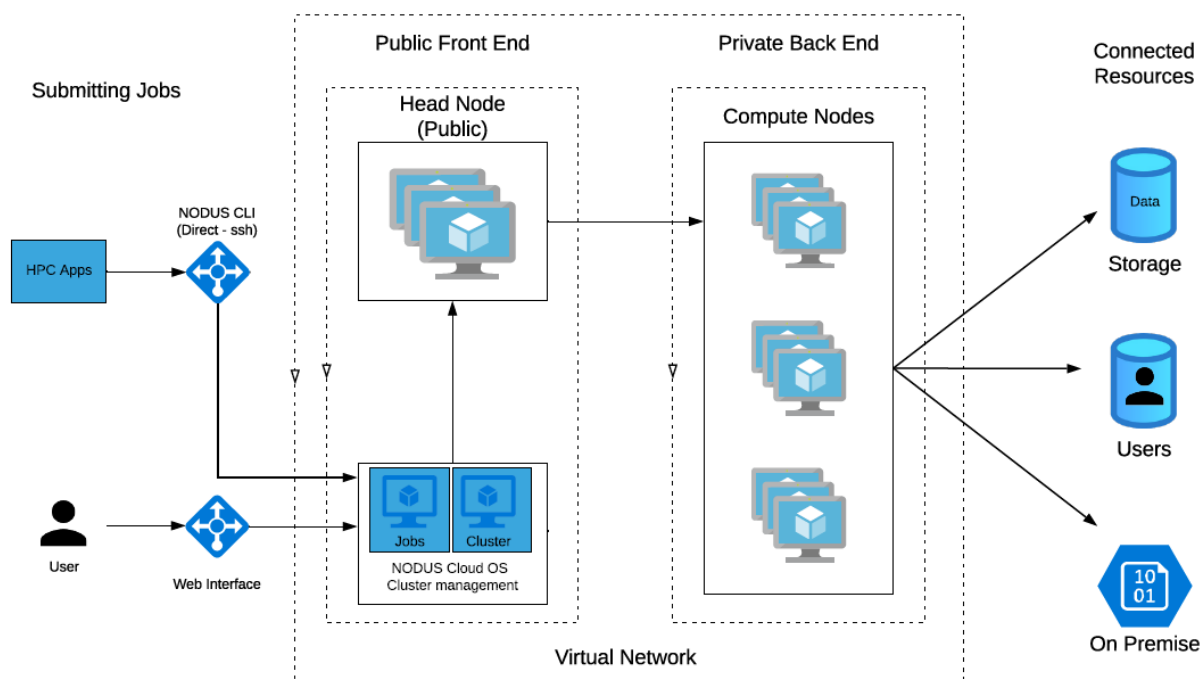 Submitting Jobs
NODUS CLI
(Direct - ssh)
HPC Apps
User
Web Interface
Public Front End
Head Node
(Public)
Jobs
Cluster
NODUS Cloud OS
Cluster management
Private Back End
Compute Nodes
Virtual Network
Connected
Resources
Data
Storage
Users
10
01
On Premise